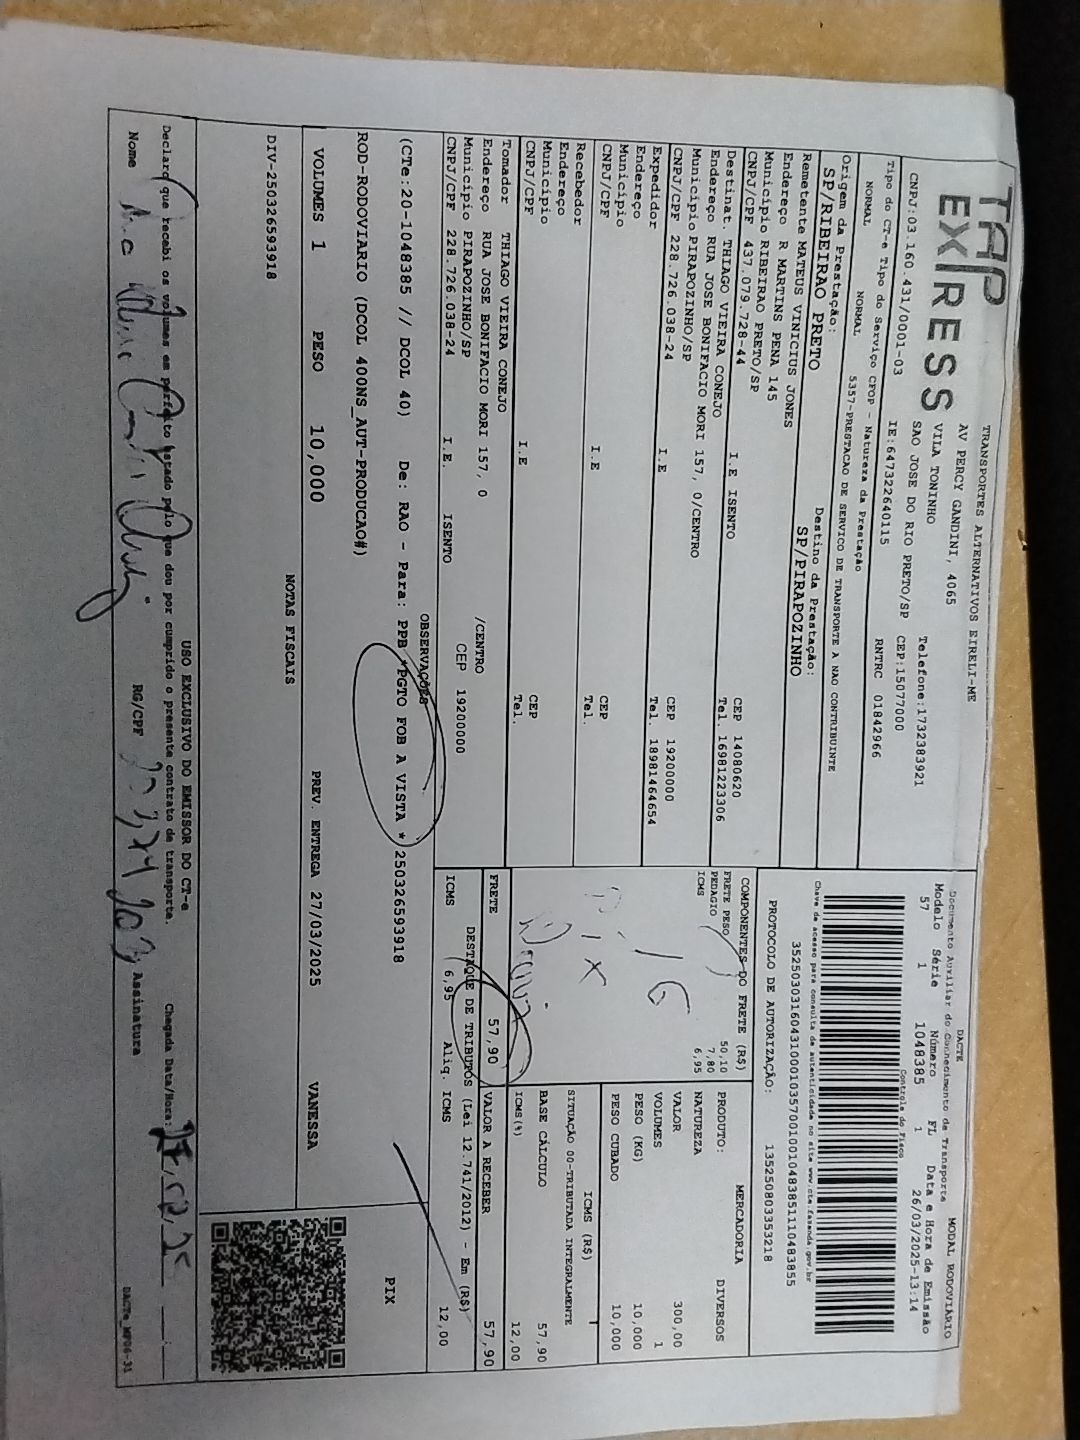 TAP EXPRESS
TRANSPORTES ALTERNATIVOS EIRELI-ME
AV PERCY GANDINI, 4065
VILA TONINHO
SAO JOSE DO RIO PRETO/SP
Telefone:1732383921
CEP:15077000
CNPJ:03.160.431/0001-03
IE:647322640115
RNTRC 01842966
DACTE
MODAL RODOVIÁRIO
Documento Auxiliar do Conhecimento de Transporte
Modelo Série Número FL Data e Hora de Emissão
57 1 1048385 1 26/03/2025-13:14
Controle do Fisco
Tipo do CT-e Tipo do Serviço CFOP - Natureza da Prestação
NORMAL NORMAL 5357-PRESTACAO DE SERVICO DE TRANSPORTE A NAO CONTRIBUINTE
Chave de acesso para consulta de autenticidade no site www.cte.fazenda.gov.br
35250303160431000103570010010483851110483855
PROTOCOLO DE AUTORIZAÇÃO: 135250803353218
Origem da Prestação:
SP/RIBEIRAO PRETO
Destino da Prestação:
SP/PIRAPOZINHO
Remetente MATEUS VINICIUS JONES
Endereço R MARTINS PENA 145
Município RIBEIRAO PRETO/SP CEP 14080620
CNPJ/CPF 437.079.728-44 I.E ISENTO Tel. 16981223306
Destinat. THIAGO VIEIRA CONEJO
Endereço RUA JOSE BONIFACIO MORI 157, 0/CENTRO
Município PIRAPOZINHO/SP CEP 19200000
CNPJ/CPF 228.726.038-24 I.E Tel. 18981464654
Expedidor
Endereço
Município CEP
CNPJ/CPF I.E Tel.
Recebedor
Endereço
Município CEP
CNPJ/CPF I.E Tel.
Tomador THIAGO VIEIRA CONEJO
Endereço RUA JOSE BONIFACIO MORI 157, 0 /CENTRO
Município PIRAPOZINHO/SP CEP 19200000
CNPJ/CPF 228.726.038-24 I.E. ISENTO
COMPONENTES DO FRETE (R$)
FRETE PESO 50,10
PEDAGIO 7,80
ICMS 6,95
PIX
MERCADORIA
PRODUTO: DIVERSOS
NATUREZA
VALOR 300,00
VOLUMES 1
PESO (KG) 10,000
PESO CUBADO 10,000
ICMS (R$)
SITUAÇÃO 00-TRIBUTADA INTEGRALMENTE
BASE CÁLCULO 57,90
ICMS(%) 12,00
FRETE 57,90 VALOR A RECEBER 57,90
DESTAQUE DE TRIBUTOS (Lei 12.741/2012) - Em (R$)
ICMS 6,95 Aliq. ICMS 12,00
OBSERVAÇÕES
(CTe:20-1048385 // DCOL 40) De: RAO - Para: PPB *PGTO FOB A VISTA * 250326593918
ROD-RODOVIARIO (DCOL 400NS_AUT-PRODUCAO#)
PIX
VOLUMES 1 PESO 10,000 PREV. ENTREGA 27/03/2025 VANESSA
NOTAS FISCAIS
DIV-250326593918
USO EXCLUSIVO DO EMISSOR DO CT-e
Declaro que recebi os volumes em perfeito estado pelo que dou por cumprido o presente contrato de transporte. Chegada Data/Hora:
Nome RG/CPF Assinatura